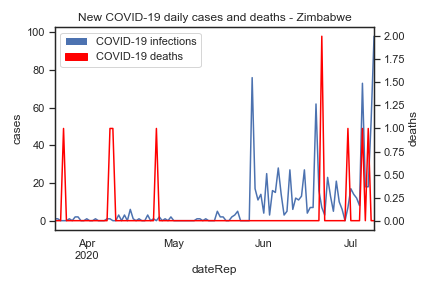 New COVID-19 daily cases and deaths - Zimbabwe
COVID-19 infections
COVID-19 deaths
100
80
60
40
20
0
cases
2.00
1.75
1.50
1.25
1.00
0.75
0.50
0.25
0.00
deaths
Apr
2020
May
Jun
Jul
dateRep